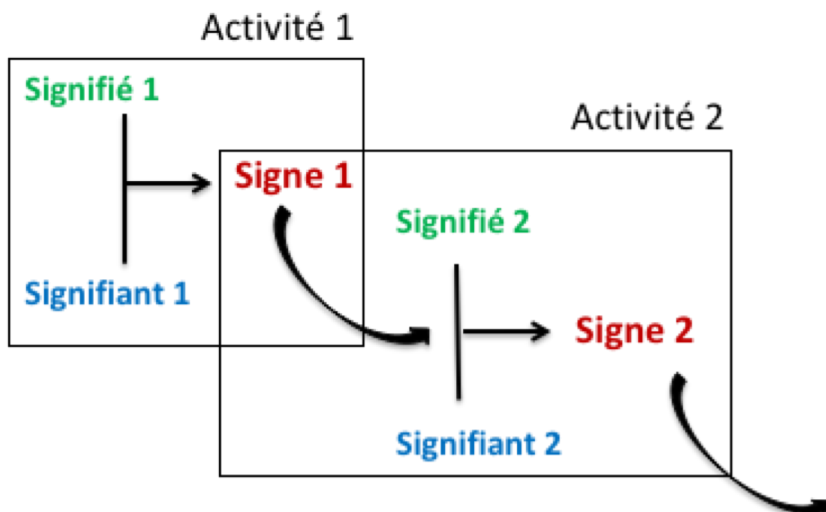 Activité 1
Signifié 1
Activité 2
Signe 1
Signifié 2
Signifiant 1
Signe 2
Signifiant 2